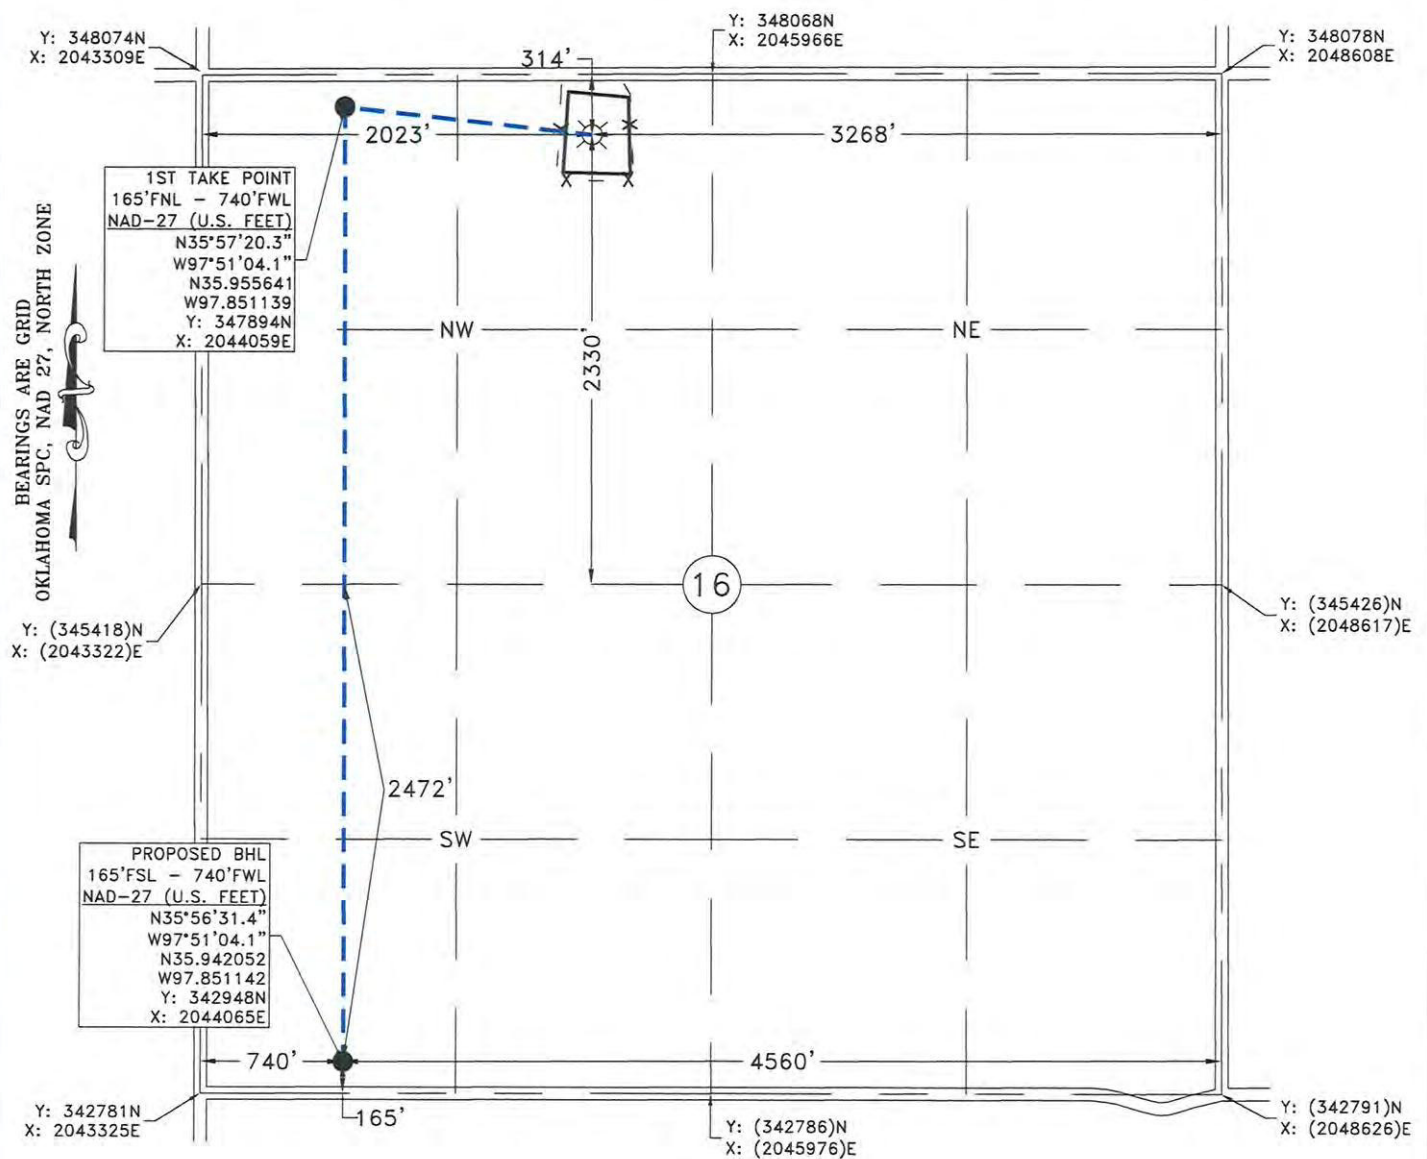 Y: 348074N
X: 2043309E
Y: 348068N
X: 2045966E
Y: 348078N
X: 2048608E
314'
2023'
3268'
1ST TAKE POINT
165'FNL - 740'FWL
NAD-27 (U.S. FEET)
N35°57'20.3"
W97°51'04.1"
N35.955641
W97.851139
Y: 347894N
X: 2044059E
BEARINGS ARE GRID
OKLAHOMA SPC, NAD 27, NORTH ZONE
NW
NE
2330'
16
Y: (345418)N
X: (2043322)E
Y: (345426)N
X: (2048617)E
2472'
SW
SE
PROPOSED BHL
165'FSL - 740'FWL
NAD-27 (U.S. FEET)
N35°56'31.4"
W97°51'04.1"
N35.942052
W97.851142
Y: 342948N
X: 2044065E
740'
4560'
165'
Y: 342781N
X: 2043325E
Y: (342786)N
X: (2045976)E
Y: (342791)N
X: (2048626)E